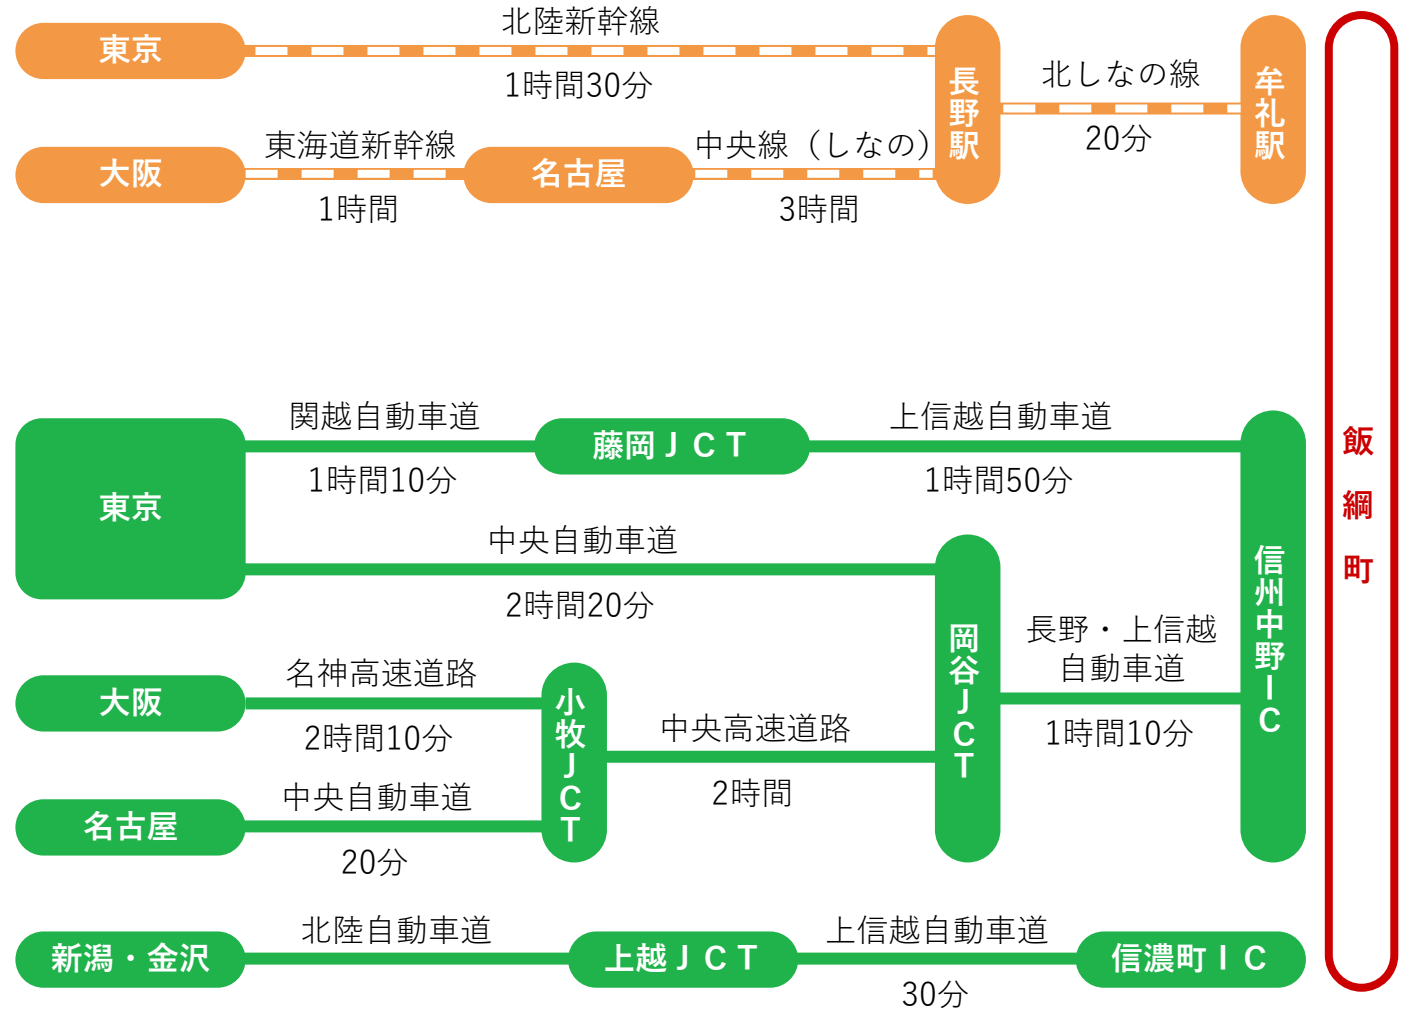 北陸新幹線
東京
1時間30分
長野駅
北しなの線
20分
牟礼駅
東海道新幹線
大阪
1時間
名古屋
中央線（しなの）
3時間
関越自動車道
東京
1時間10分
藤岡ＪＣＴ
上信越自動車道
1時間50分
中央自動車道
2時間20分
名神高速道路
大阪
2時間10分
小牧ＪＣＴ
中央自動車道
名古屋
20分
中央高速道路
2時間
岡谷ＪＣＴ
長野・上信越
自動車道
1時間10分
信州中野ＩＣ
北陸自動車道
新潟・金沢
上越ＪＣＴ
上信越自動車道
30分
信濃町ＩＣ
飯綱町